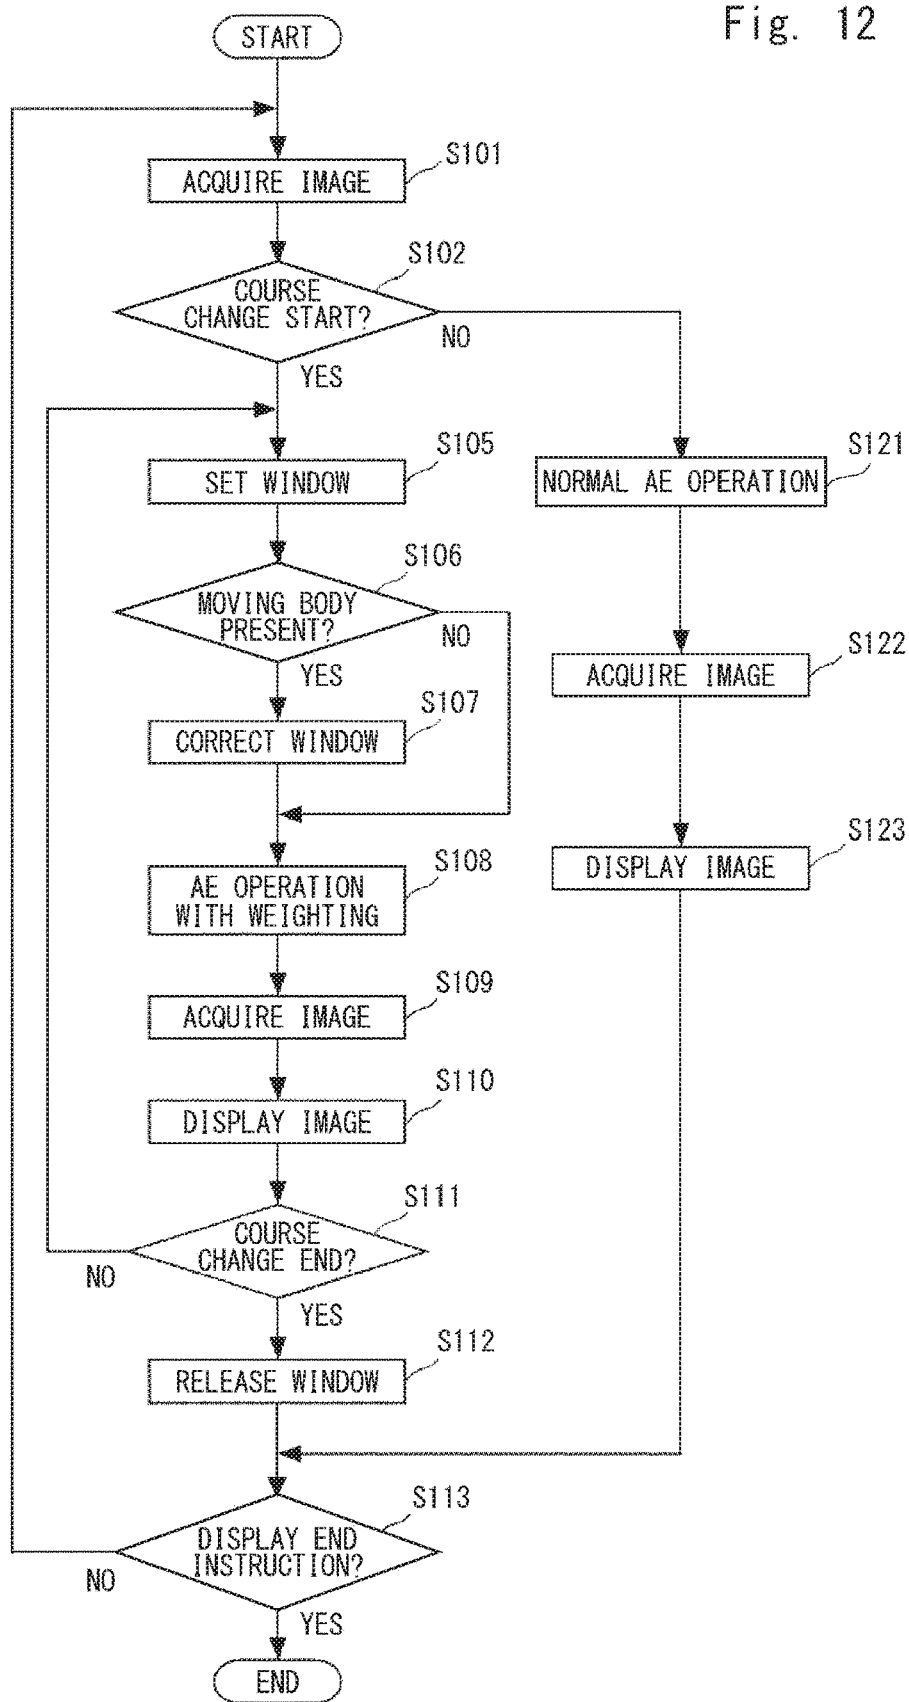 Fig. 12
START
S101
ACQUIRE IMAGE
S102
COURSE
CHANGE START?
NO
YES
S105
SET WINDOW
S121
NORMAL AE OPERATION
S106
MOVING BODY
PRESENT?
NO
YES
S122
ACQUIRE IMAGE
S107
CORRECT WINDOW
S123
DISPLAY IMAGE
S108
AE OPERATION
WITH WEIGHTING
S109
ACQUIRE IMAGE
S110
DISPLAY IMAGE
S111
COURSE
CHANGE END?
NO
YES
S112
RELEASE WINDOW
S113
DISPLAY END
INSTRUCTION?
NO
YES
END